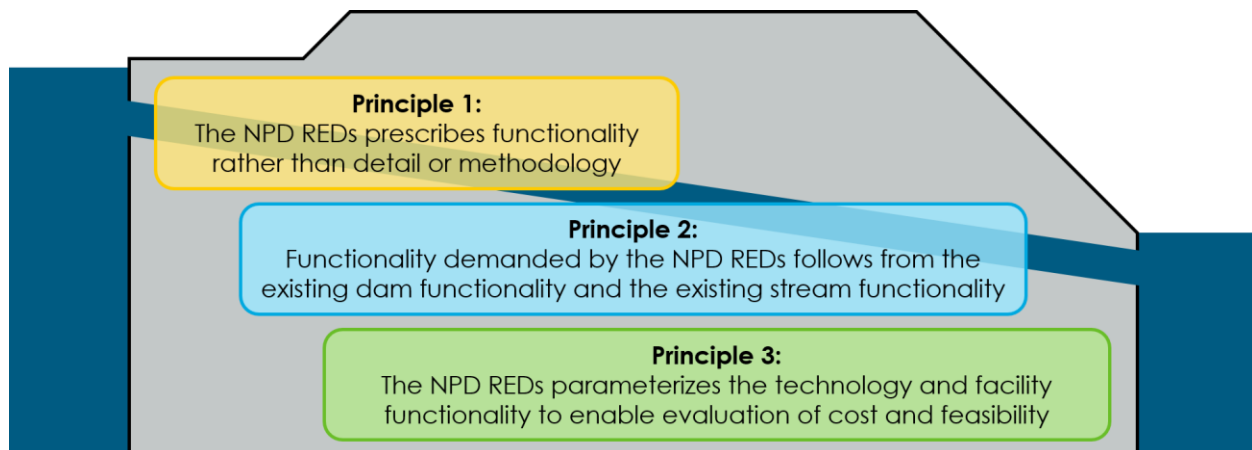 Principle 1:
The NPD REDs prescribes functionality
rather than detail or methodology
Principle 2:
Functionality demanded by the NPD REDs follows from the
existing dam functionality and the existing stream functionality
Principle 3:
The NPD REDs parameterizes the technology and facility
functionality to enable evaluation of cost and feasibility